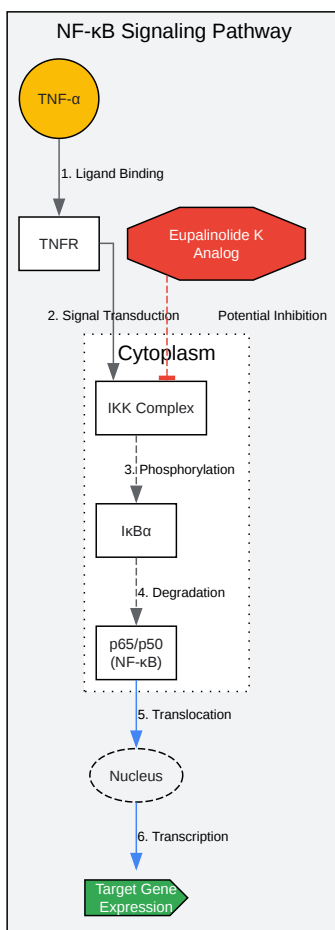 NF-κB Signaling Pathway
TNF-α
1. Ligand Binding
TNFR
Eupalinolide K
Analog
2. Signal Transduction
Potential Inhibition
Cytoplasm
IKK Complex
3. Phosphorylation
IκBα
4. Degradation
p65/p50
(NF-κB)
5. Translocation
Nucleus
6. Transcription
Target Gene
Expression